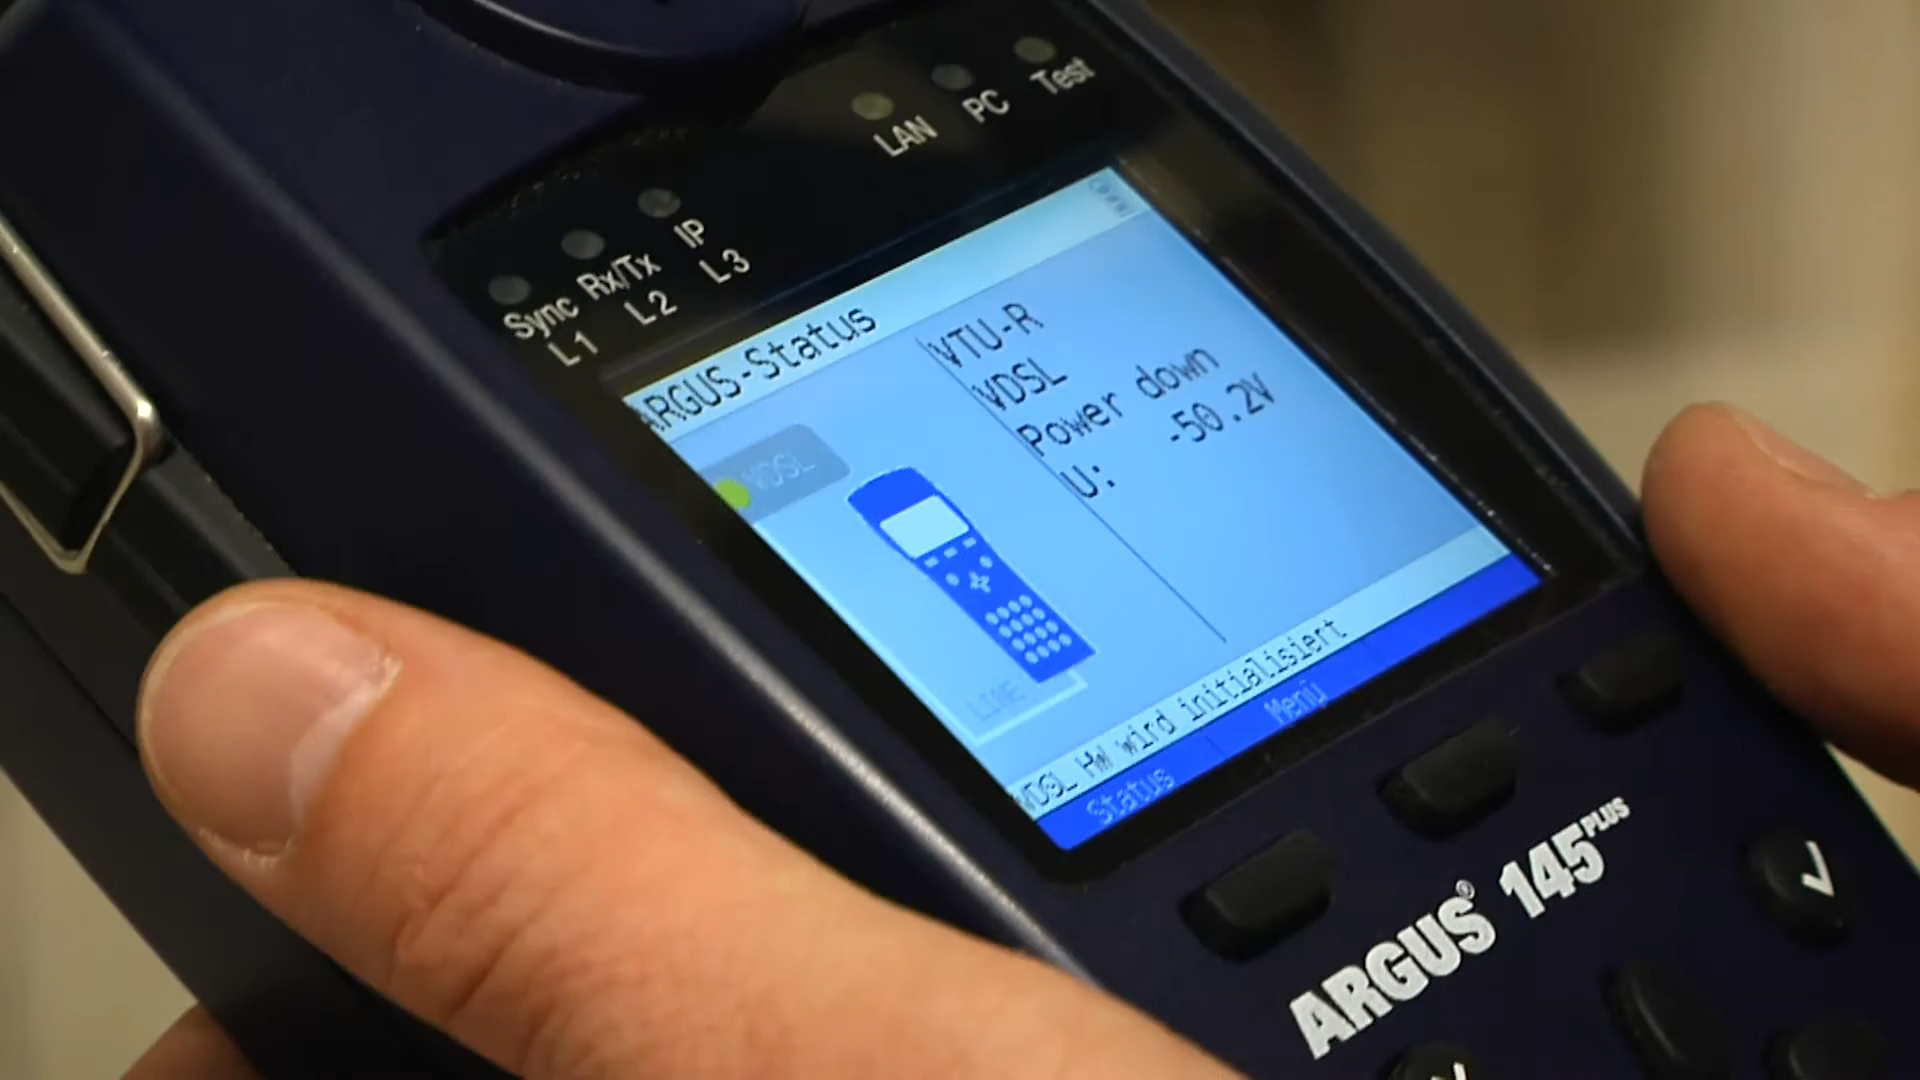 LAN PC Test
Sync Rx/Tx IP
L1 L2 L3
ARGUS-Status
VDSL
VTU-R
VDSL
Power down
U: -50.2V
LINE
VDSL HW wird initialisiert
Status Menu
ARGUS® 145 PLUS